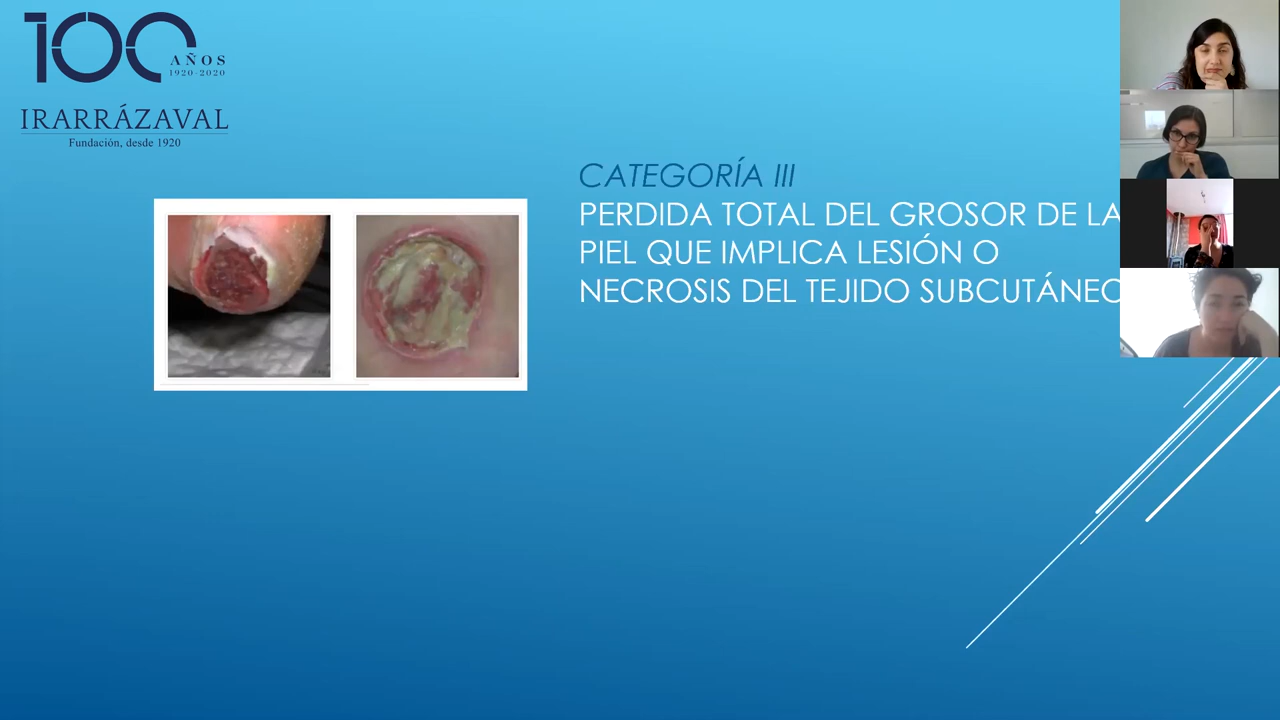 100
AÑOS
1920-2020
IRARRÁZAVAL
Fundación, desde 1920
CATEGORÍA III
PERDIDA TOTAL DEL GROSOR DE LA
PIEL QUE IMPLICA LESIÓN O
NECROSIS DEL TEJIDO SUBCUTÁNEO